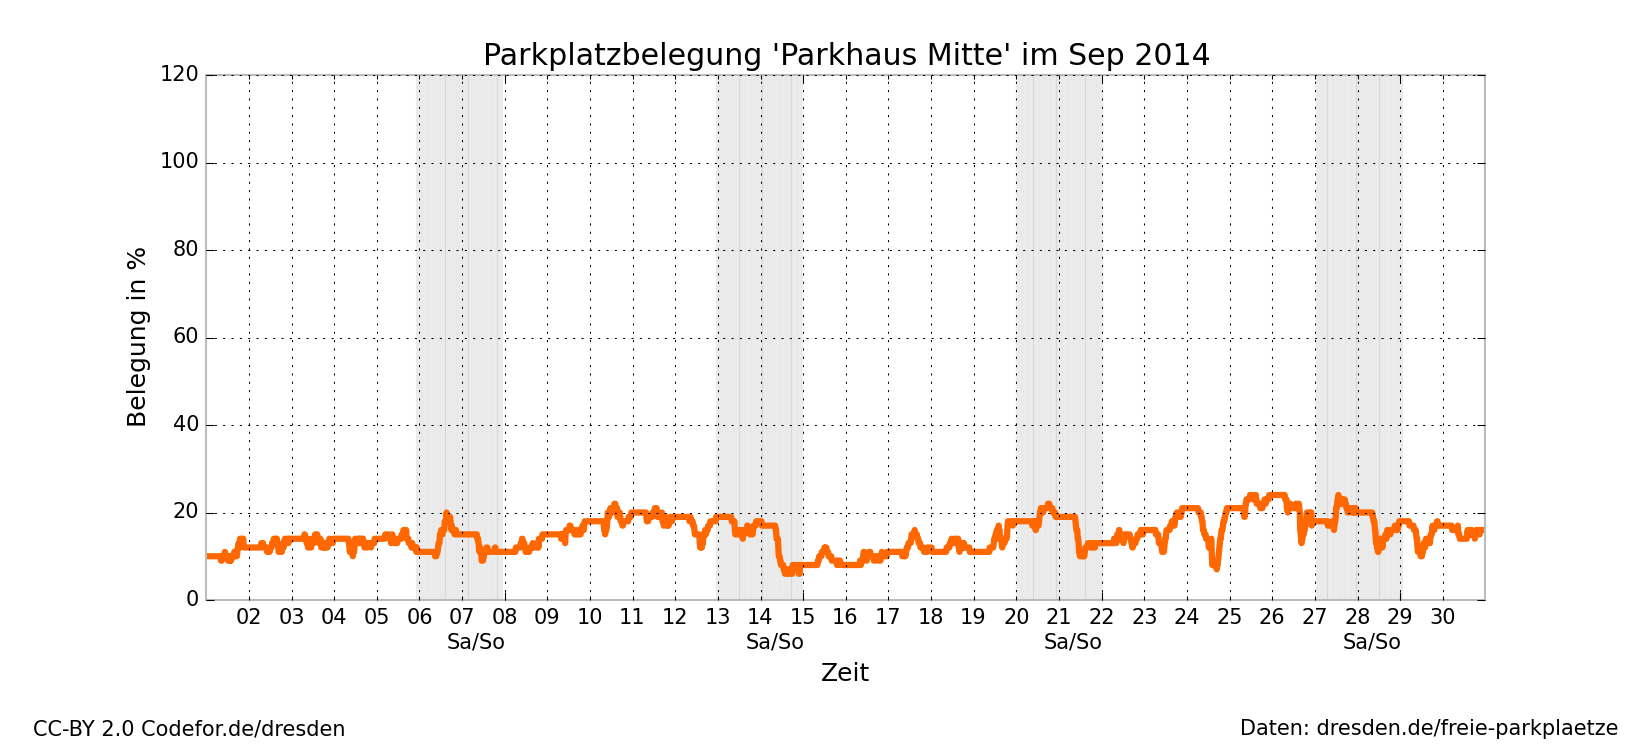 Parkplatzbelegung 'Parkhaus Mitte' im Sep 2014
120
100
80
60
40
20
0
Belegung in %
02 03 04 05 06 07 08 09 10 11 12 13 14 15 16 17 18 19 20 21 22 23 24 25 26 27 28 29 30
Sa/So Sa/So Sa/So Sa/So
Zeit
CC-BY 2.0 Codefor.de/dresden
Daten: dresden.de/freie-parkplaetze